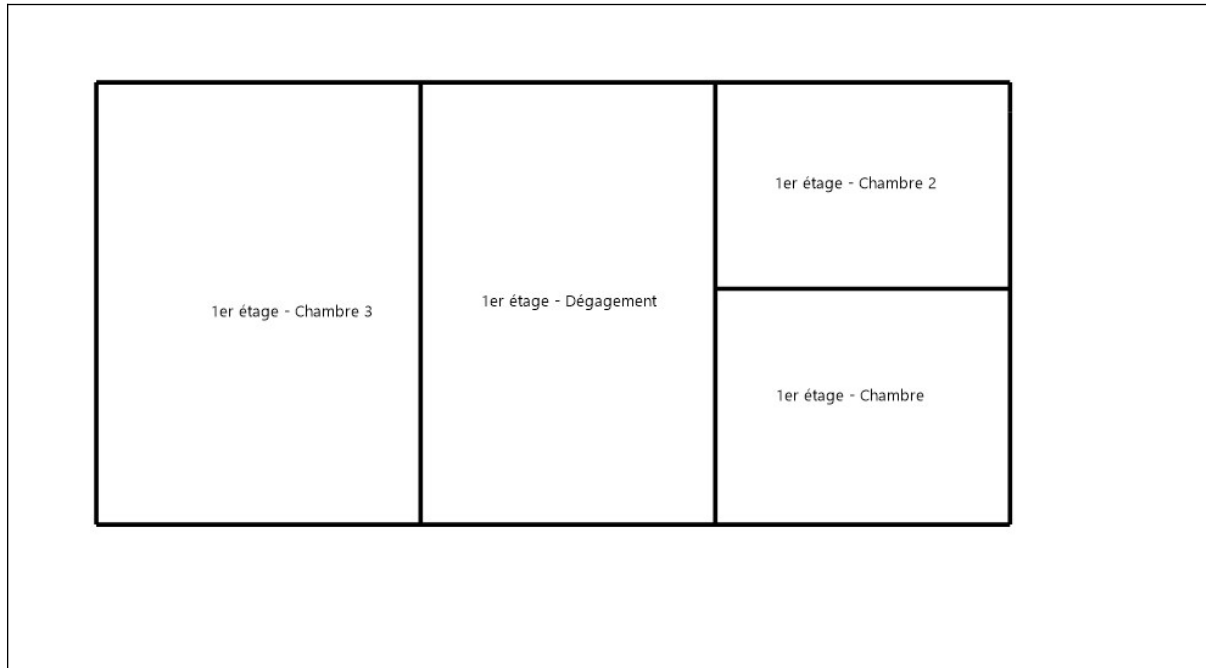 1er étage - Chambre 2
1er étage - Chambre 3
1er étage - Dégagement
1er étage - Chambre